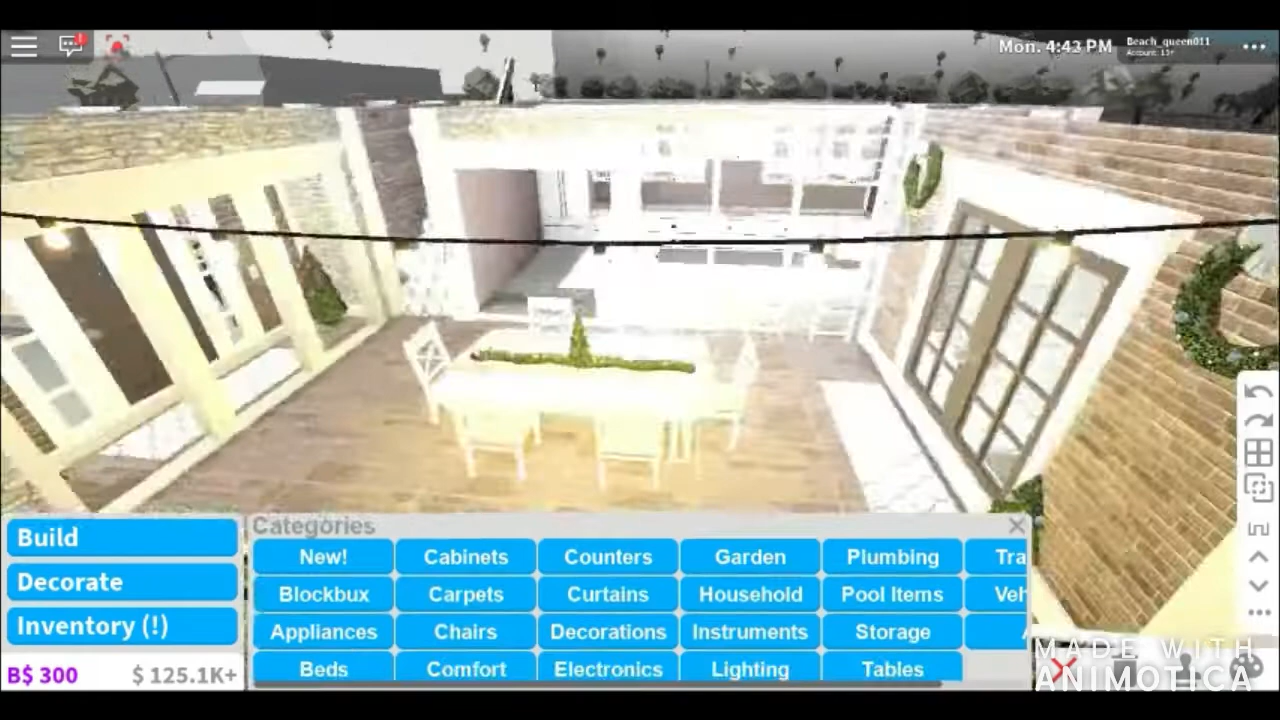 Mon. 4:43 PM
Beach_queen011
Account: 13+
Categories
Build
Decorate
Inventory (!)
B$ 300
$ 125.1K+
New!
Cabinets
Counters
Garden
Plumbing
Tra
Blockbux
Carpets
Curtains
Household
Pool Items
Veh
Appliances
Chairs
Decorations
Instruments
Storage
Beds
Comfort
Electronics
Lighting
Tables
MADE WITH
ANIMOTICA